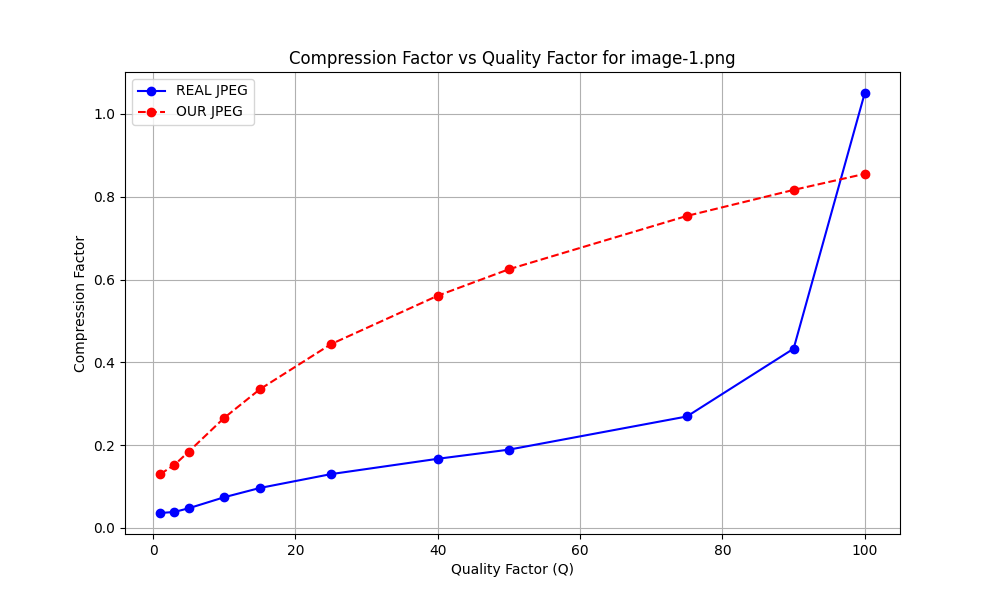 Compression Factor vs Quality Factor for image-1.png
REAL JPEG
OUR JPEG
Compression Factor
1.0
0.8
0.6
0.4
0.2
0.0
0 20 40 60 80 100
Quality Factor (Q)